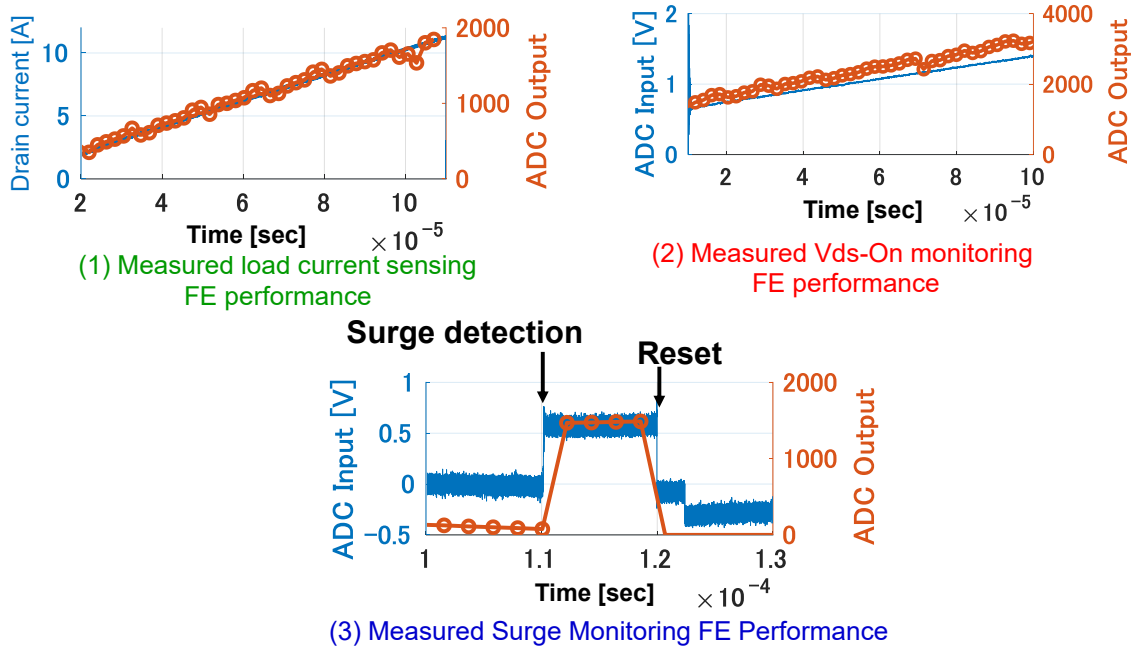 Drain current [A]
10
5
0
2000
1000
0
ADC Output
2 4 6 8 10
Time [sec]
× 10⁻⁵
(1) Measured load current sensing
FE performance
ADC Input [V]
2
1
0
4000
2000
0
ADC Output
2 4 6 8 10
Time [sec]
× 10⁻⁵
(2) Measured Vds-On monitoring
FE performance
Surge detection
Reset
ADC Input [V]
1
0.5
0
−0.5
2000
1000
0
ADC Output
1 1.1 1.2 1.3
Time [sec]
× 10⁻⁴
(3) Measured Surge Monitoring FE Performance